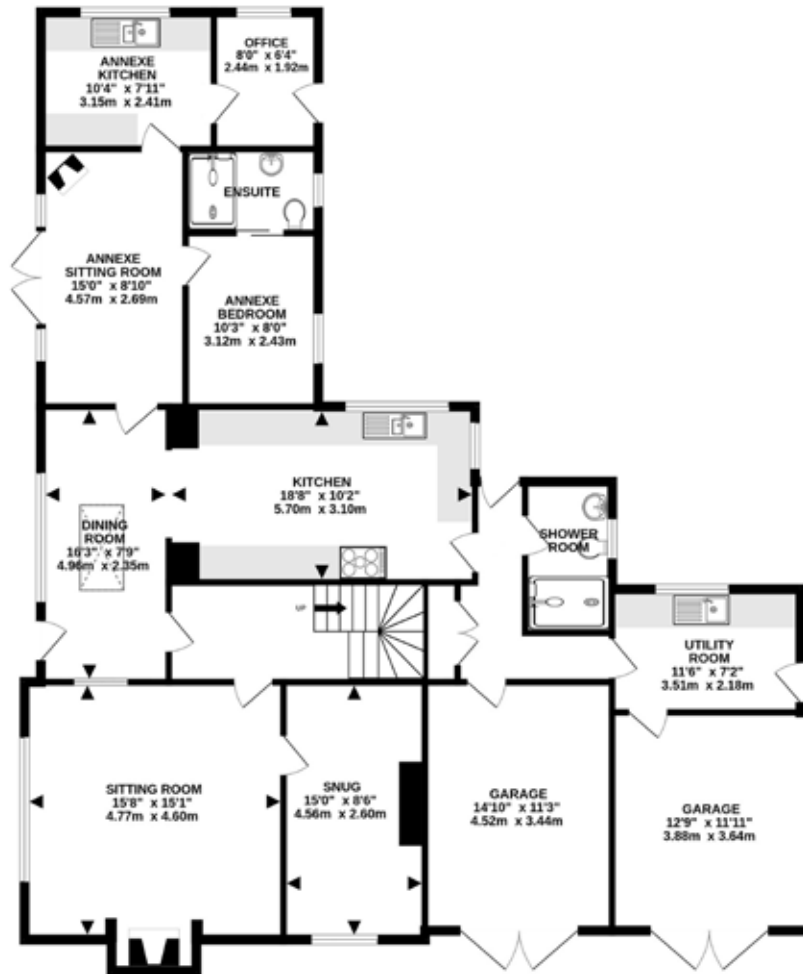 OFFICE
8'0" x 6'4"
2.44m x 1.92m
ANNEXE
KITCHEN
10'4" x 7'11"
3.15m x 2.41m
ENSUITE
ANNEXE
SITTING ROOM
15'0" x 8'10"
4.57m x 2.69m
ANNEXE
BEDROOM
10'3" x 8'0"
3.12m x 2.43m
KITCHEN
18'8" x 10'2"
5.70m x 3.10m
DINING
ROOM
16'3" x 7'9"
4.96m x 2.35m
SHOWER
ROOM
UP
UTILITY
ROOM
11'6" x 7'2"
3.51m x 2.18m
SITTING ROOM
15'8" x 15'1"
4.77m x 4.60m
SNUG
15'0" x 8'6"
4.56m x 2.60m
GARAGE
14'10" x 11'3"
4.52m x 3.44m
GARAGE
12'9" x 11'11"
3.88m x 3.64m